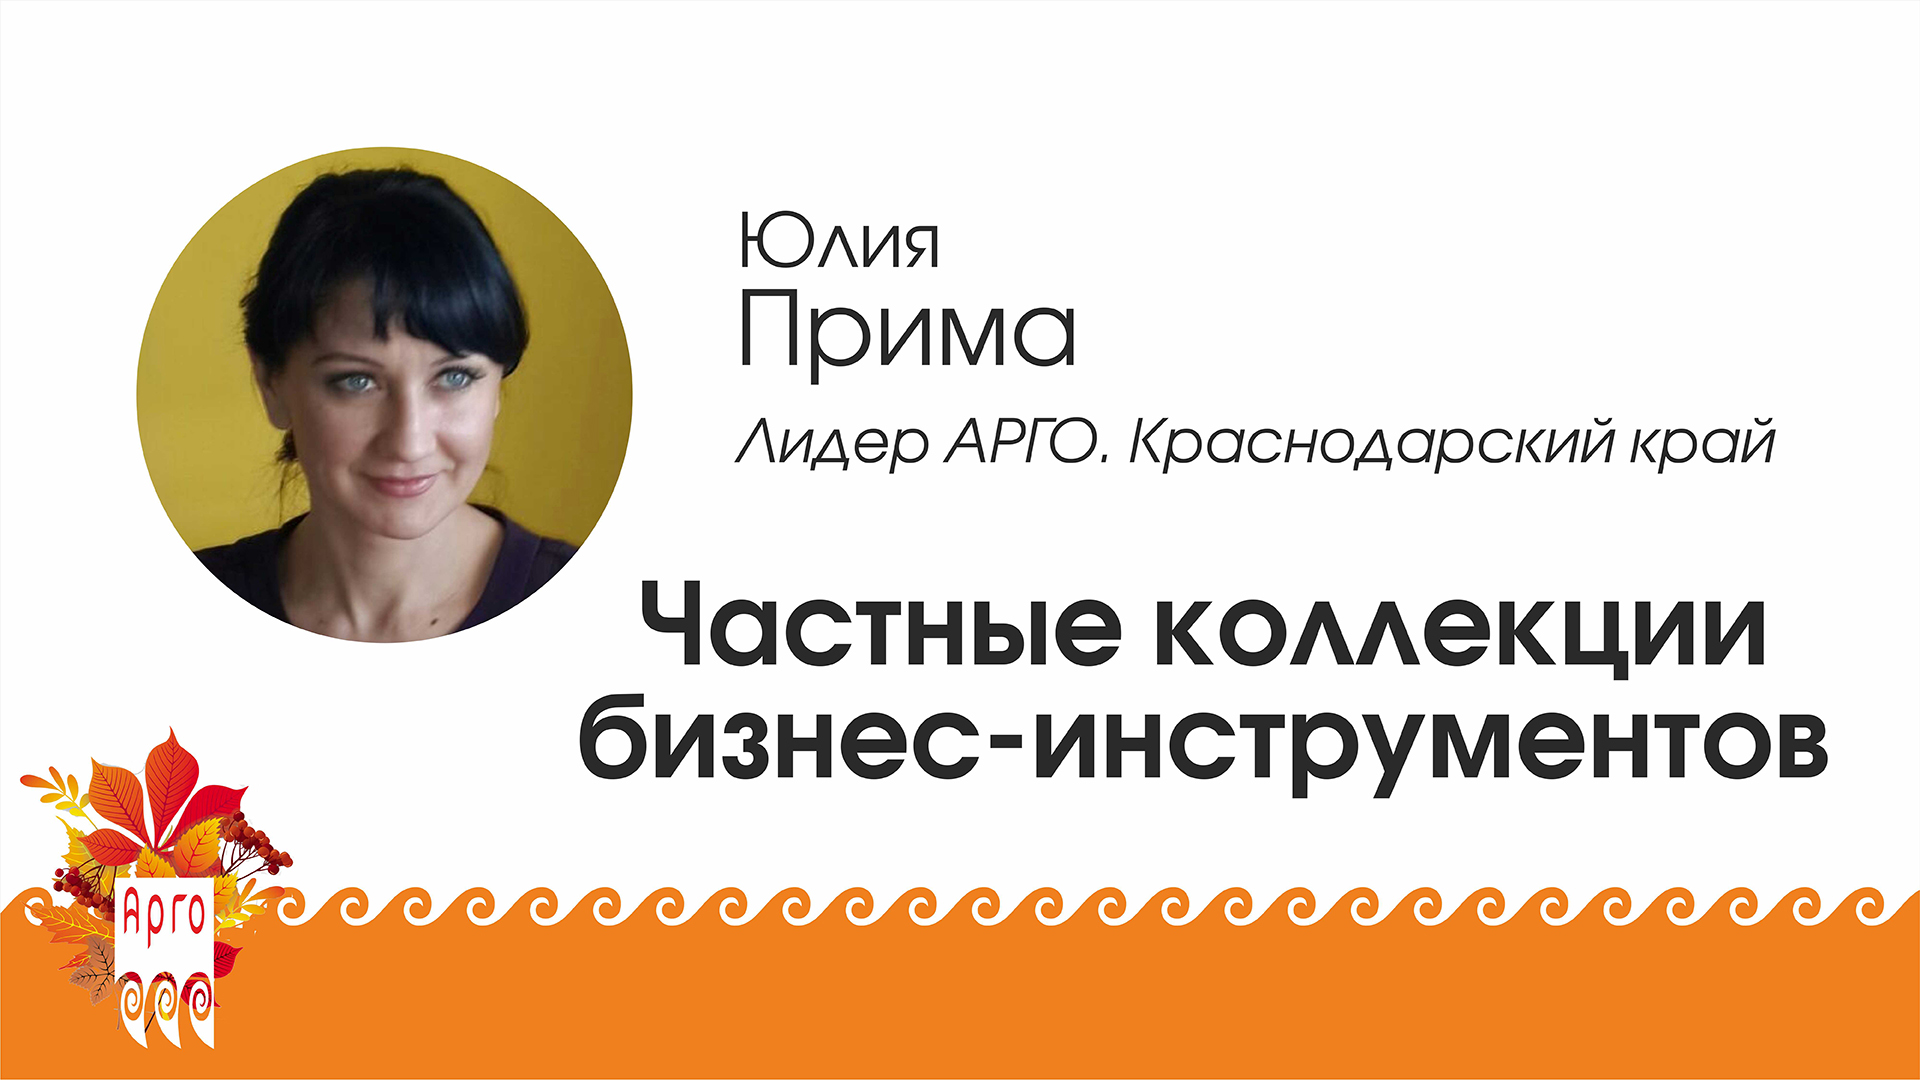 Юлия
Прима
Лидер АРГО. Краснодарский край
Частные коллекции
бизнес-инструментов
Арго